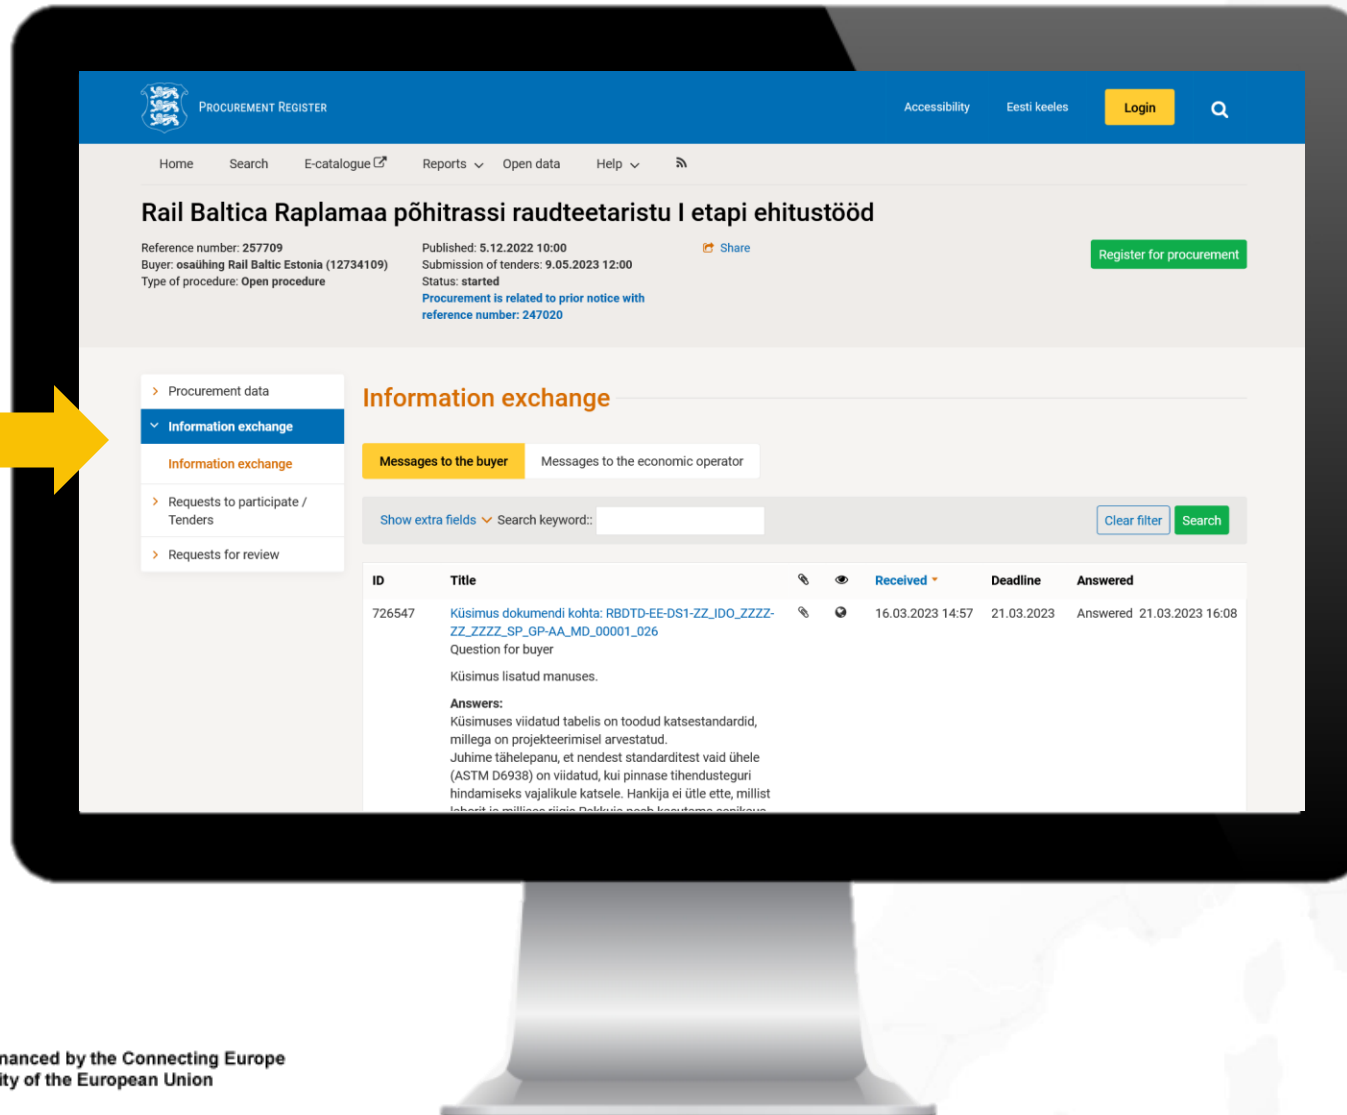 PROCUREMENT REGISTER
Accessibility
Eesti keeles
Login
Home
Search
E-catalogue
Reports
Open data
Help
Rail Baltica Raplamaa põhitrassi raudteetaristu I etapi ehitustööd
Reference number: 257709
Buyer: osaühing Rail Baltic Estonia (12734109)
Type of procedure: Open procedure
Published: 5.12.2022 10:00
Submission of tenders: 9.05.2023 12:00
Status: started
Procurement is related to prior notice with
reference number: 247020
Share
Register for procurement
Procurement data
Information exchange
Information exchange
Requests to participate /
Tenders
Requests for review
Information exchange
Messages to the buyer
Messages to the economic operator
Show extra fields
Search keyword::
Clear filter
Search
ID
Title
Received
Deadline
Answered
726547
Küsimus dokumendi kohta: RBDTD-EE-DS1-ZZ_IDO_ZZZZ-
ZZ_ZZZZ_SP_GP-AA_MD_00001_026
16.03.2023 14:57
21.03.2023
Answered 21.03.2023 16:08
Question for buyer
Küsimus lisatud manuses.
Answers:
Küsimuses viidatud tabelis on toodud katsestandardid,
millega on projekteerimisel arvestatud.
Juhime tähelepanu, et nendest standarditest vaid ühele
(ASTM D6938) on viidatud, kui pinnase tihendusteguri
hindamiseks vajalikule katsele. Hankija ei ütle ette, millist
by the Connecting Europe
of the European Union